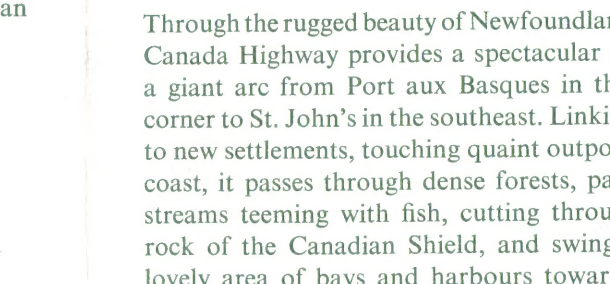 an
Through the rugged beauty of Newfoundlan
Canada Highway provides a spectacular
a giant arc from Port aux Basques in th
corner to St. John's in the southeast. Linki
to new settlements, touching quaint outpo
coast, it passes through dense forests, pa
streams teeming with fish, cutting throu
rock of the Canadian Shield, and swing
lovely area of bays and harbours towar